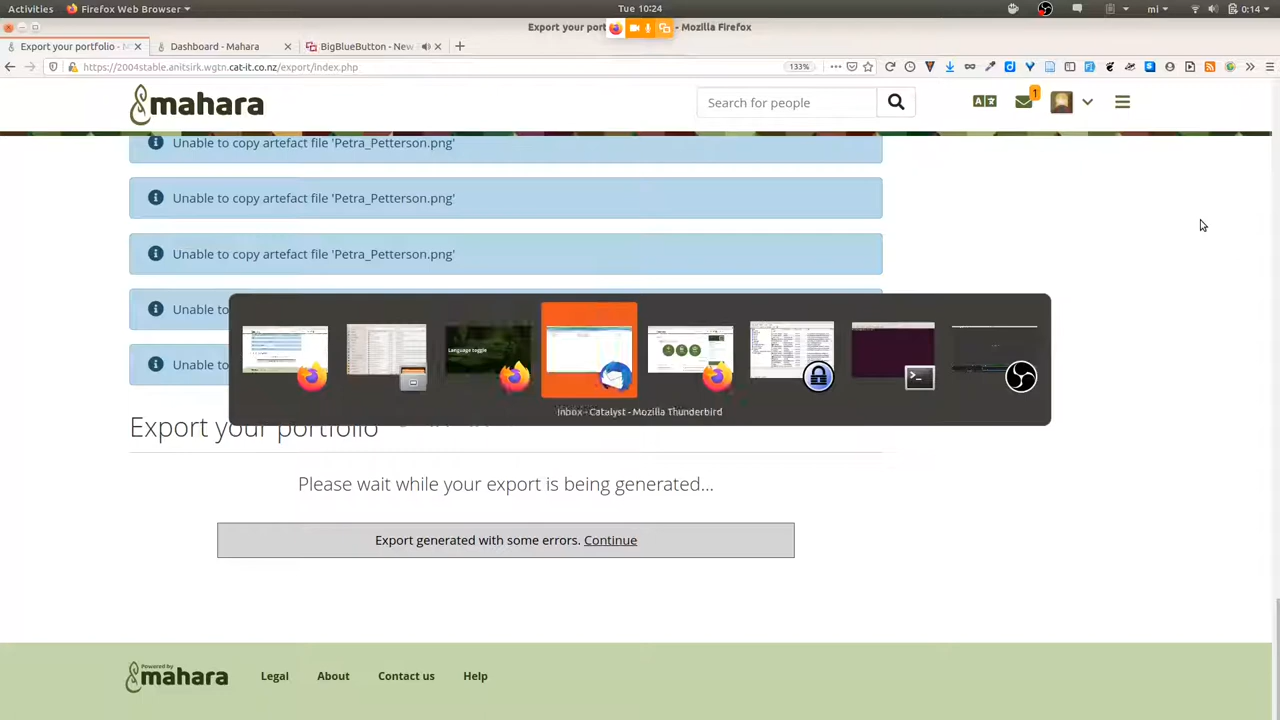 Activities Firefox Web Browser Tue 10:24 mi 0:14
Export your portfolio - Mozilla Firefox
Export your portfolio - Dashboard - Mahara BigBlueButton - New
https://2004stable.anitsirk.wgtn.cat-it.co.nz/export/index.php 133%
mahara Search for people 1
Unable to copy artefact file 'Petra_Petterson.png'
Unable to copy artefact file 'Petra_Petterson.png'
Unable to copy artefact file 'Petra_Petterson.png'
Unable to
Language toggle
Unable to
Inbox - Catalyst - Mozilla Thunderbird
Export your portfolio
Please wait while your export is being generated...
Export generated with some errors. Continue
Powered by
mahara Legal About Contact us Help